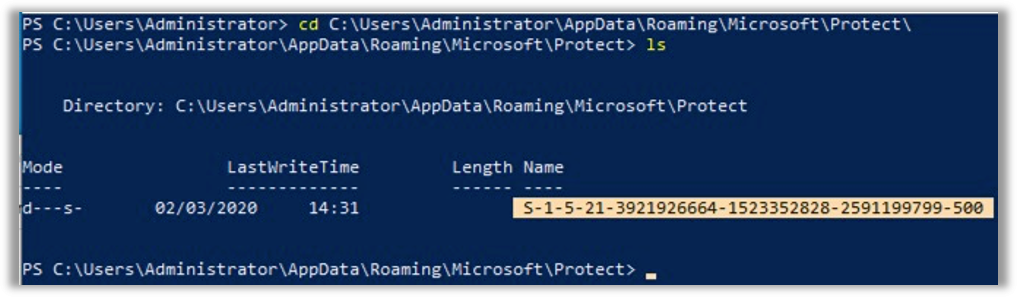 PS C:\Users\Administrator> cd C:\Users\Administrator\AppData\Roaming\Microsoft\Protect\
PS C:\Users\Administrator\AppData\Roaming\Microsoft\Protect> ls
Directory: C:\Users\Administrator\AppData\Roaming\Microsoft\Protect
Mode LastWriteTime Length Name
---- ------------- ------ ----
d---s- 02/03/2020 14:31 S-1-5-21-3921926664-1523352828-2591199799-500
PS C:\Users\Administrator\AppData\Roaming\Microsoft\Protect>